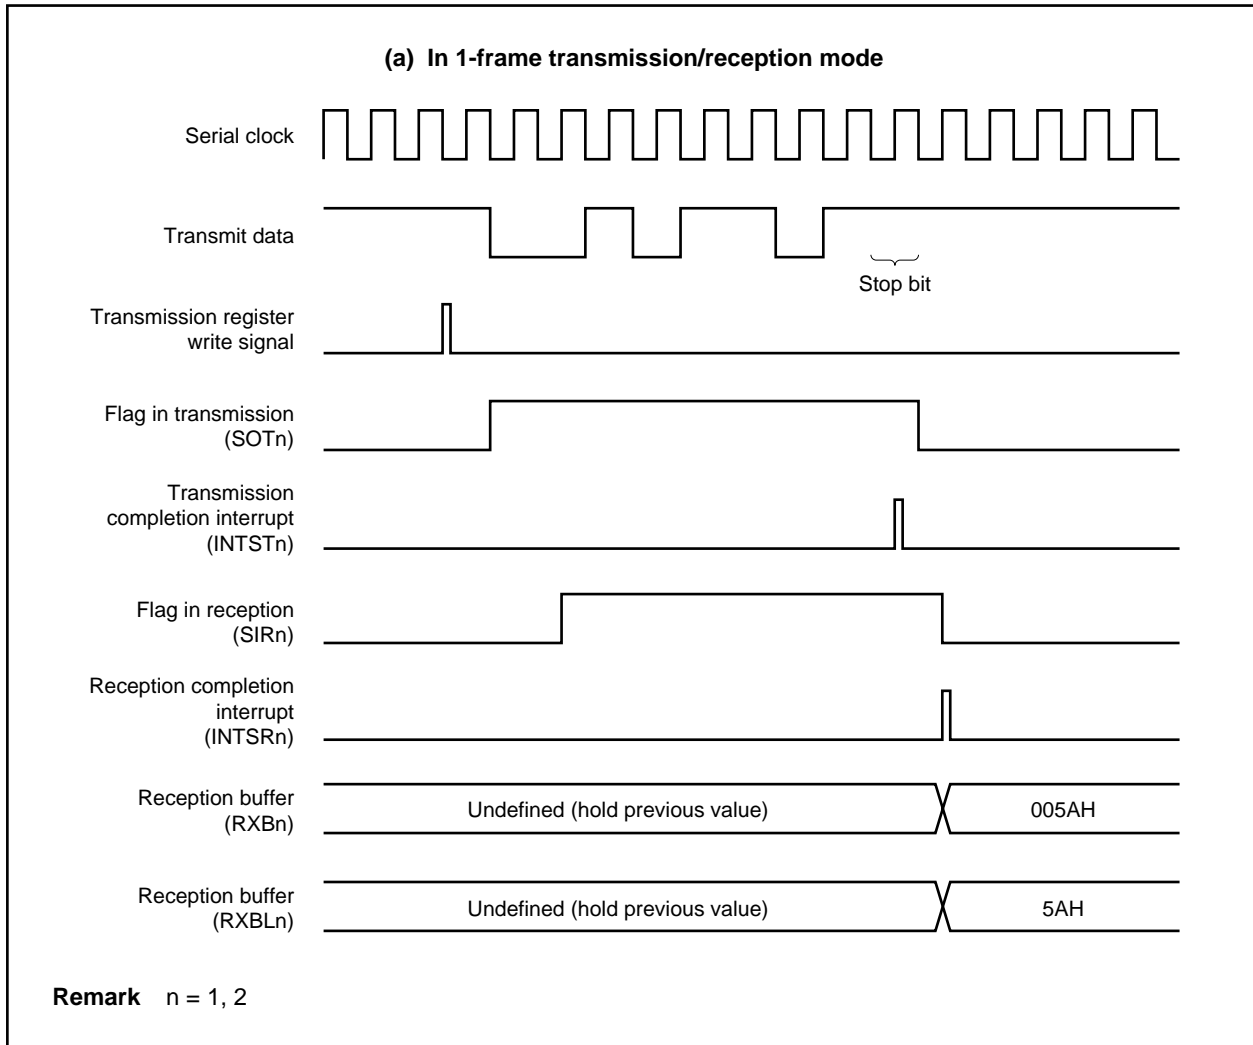 (a) In 1-frame transmission/reception mode
Serial clock
Transmit data
Stop bit
Transmission register
write signal
Flag in transmission
(SOTn)
Transmission
completion interrupt
(INTSTn)
Flag in reception
(SIRn)
Reception completion
interrupt
(INTSRn)
Reception buffer
(RXBn)
Undefined (hold previous value)
005AH
Reception buffer
(RXBLn)
Undefined (hold previous value)
5AH
Remark n = 1, 2